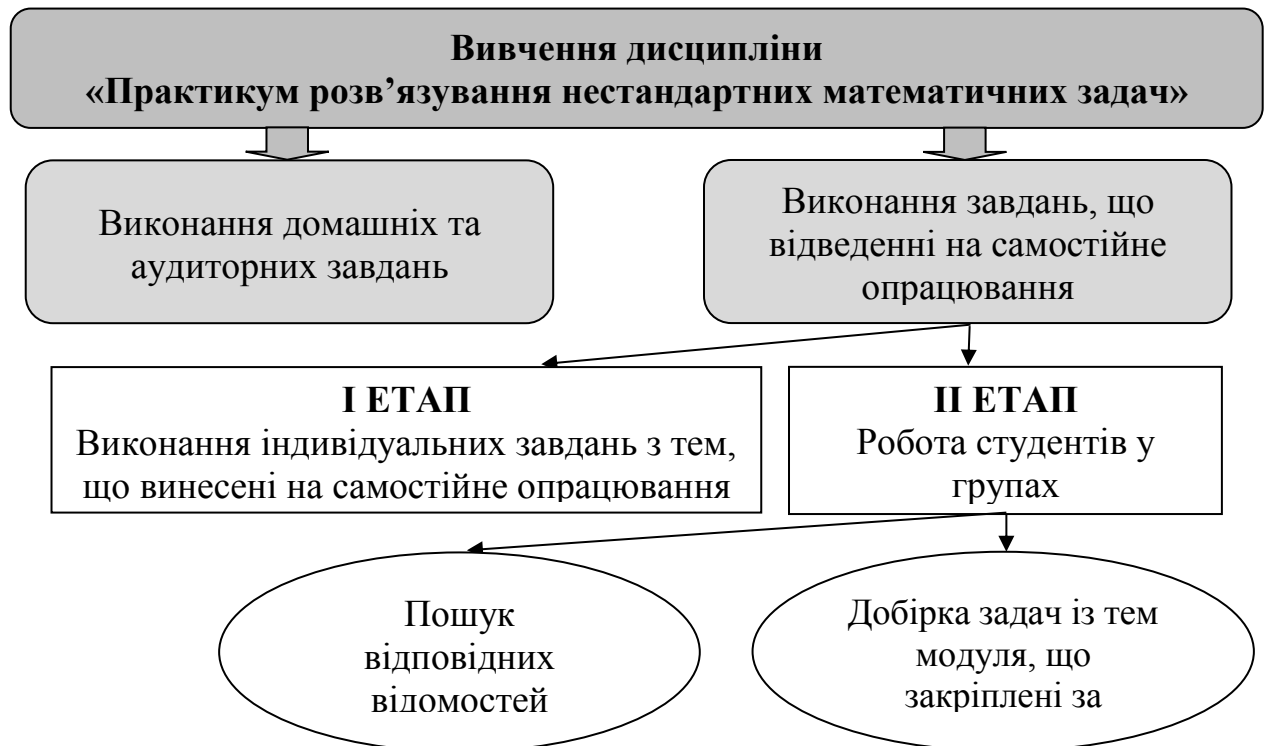 Вивчення дисципліни
«Практикум розв’язування нестандартних математичних задач»
Виконання домашніх та
аудиторних завдань
Виконання завдань, що
відведенні на самостійне
опрацювання
І ЕТАП
Виконання індивідуальних завдань з тем,
що винесені на самостійне опрацювання
ІІ ЕТАП
Робота студентів у
групах
Пошук
відповідних
відомостей
Добірка задач із тем
модуля, що
закріплені за